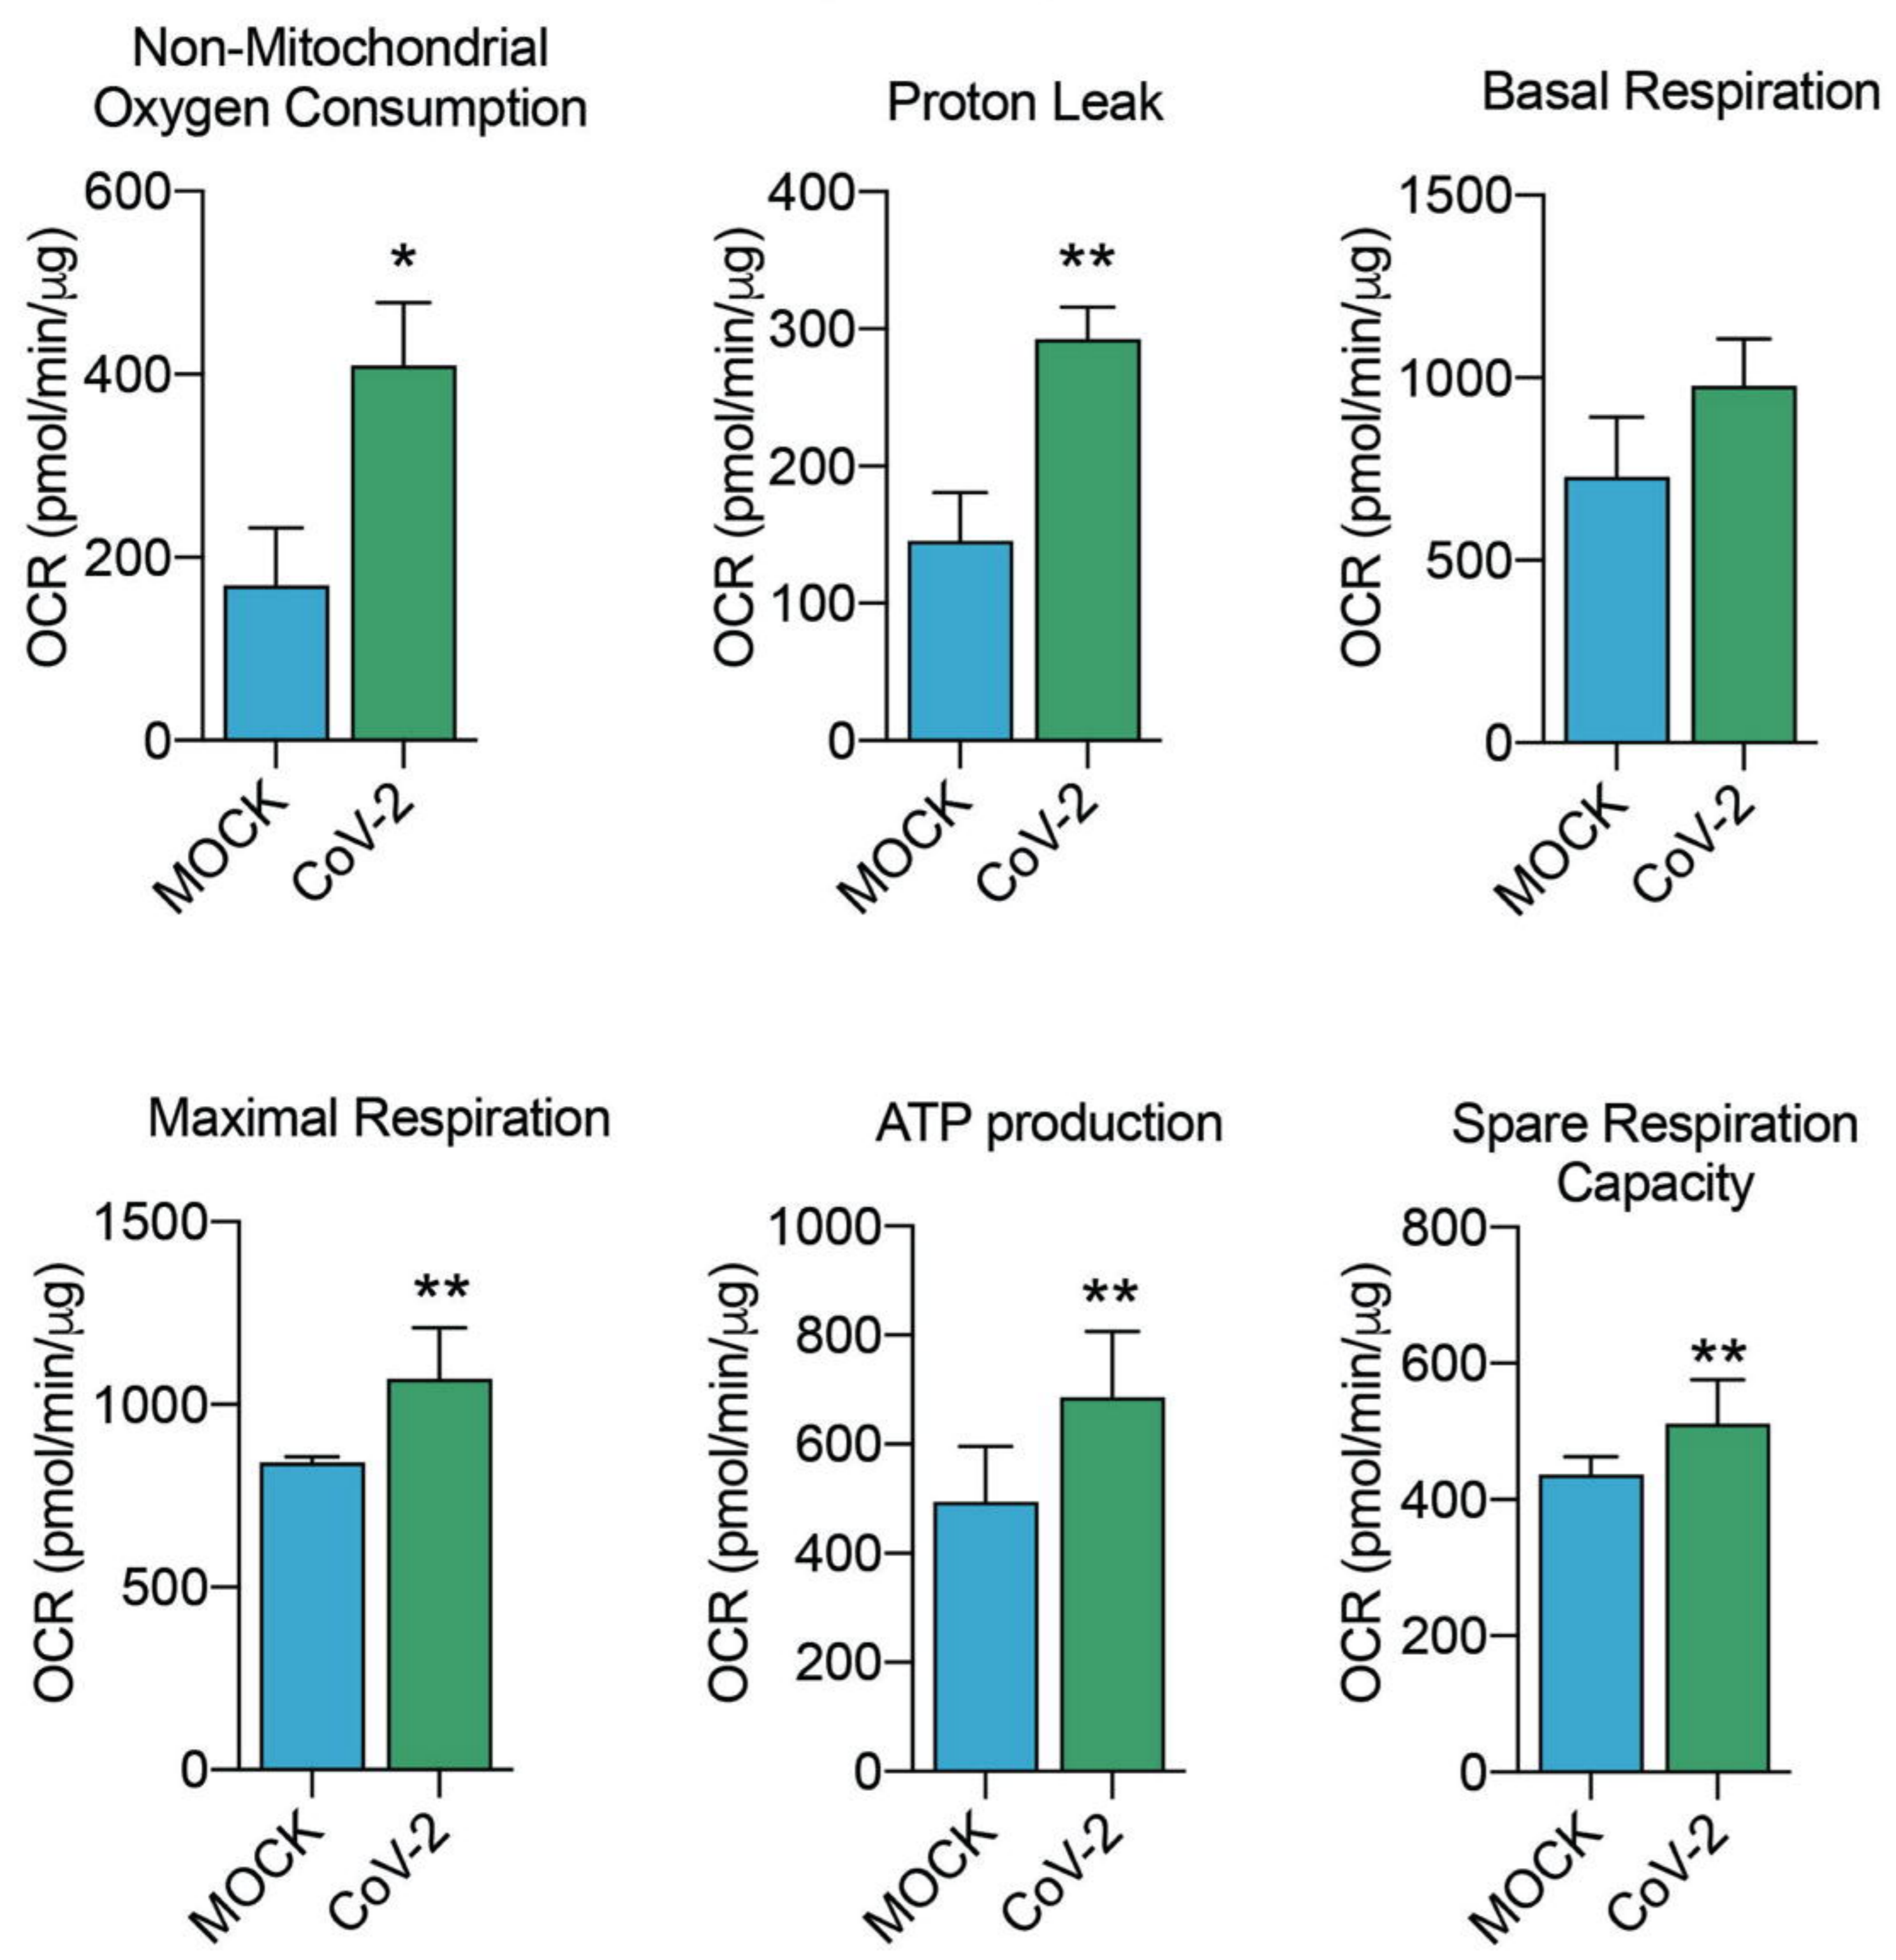 Non-Mitochondrial
Oxygen Consumption
OCR (pmol/min/μg)
600
400
200
0
*
MOCK
CoV-2
Proton Leak
OCR (pmol/min/μg)
400
300
200
100
0
**
MOCK
CoV-2
Basal Respiration
OCR (pmol/min/μg)
1500
1000
500
0
MOCK
CoV-2
Maximal Respiration
OCR (pmol/min/μg)
1500
1000
500
0
**
MOCK
CoV-2
ATP production
OCR (pmol/min/μg)
1000
800
600
400
200
0
**
MOCK
CoV-2
Spare Respiration
Capacity
OCR (pmol/min/μg)
800
600
400
200
0
**
MOCK
CoV-2